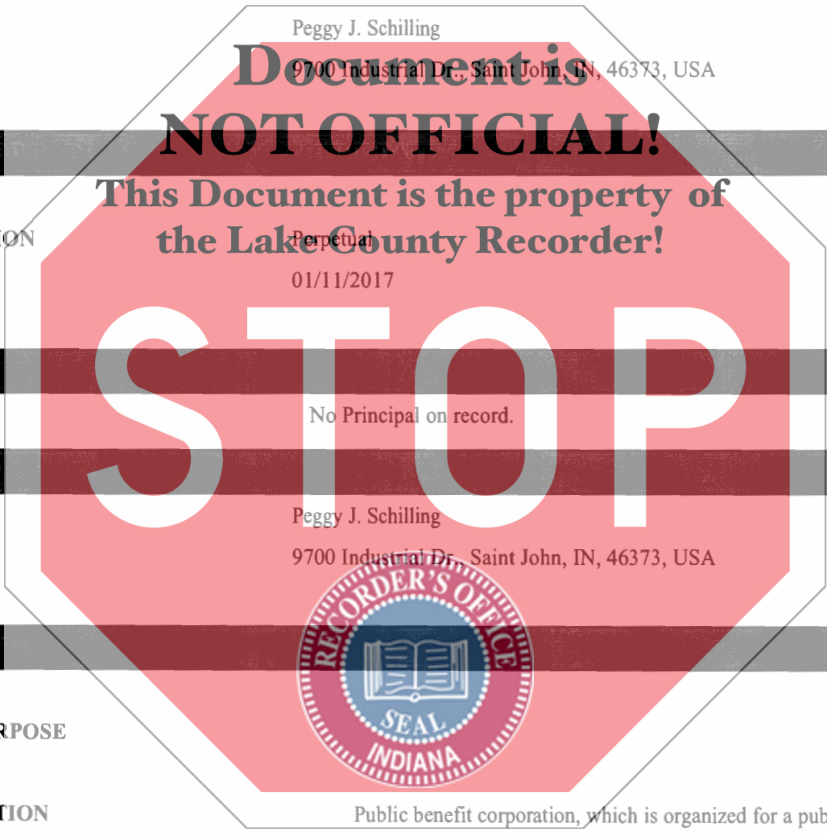 Peggy J. Schilling
Document is
9700 Industrial Dr., Saint John, IN, 46373, USA
NOT OFFICIAL!
This Document is the property of
the Lake County Recorder!
ION
Perpetual
01/11/2017
STOP
No Principal on record.
Peggy J. Schilling
9700 Industrial Dr., Saint John, IN, 46373, USA
RECORDER'S OFFICE
SEAL
INDIANA
RPOSE
TION
Public benefit corporation, which is organized for a pub